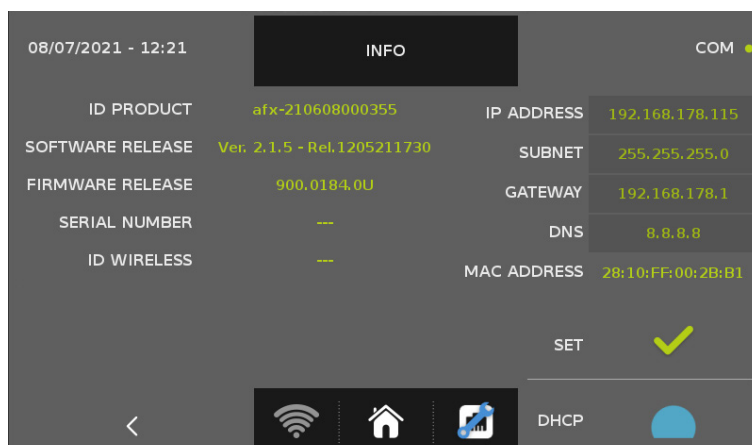 08/07/2021 - 12:21 INFO COM
ID PRODUCT afx-210608000355 IP ADDRESS 192.168.178.115
SOFTWARE RELEASE Ver. 2.1.5 - Rel.1205211730 SUBNET 255.255.255.0
FIRMWARE RELEASE 900.0184.0U GATEWAY 192.168.178.1
SERIAL NUMBER --- DNS 8.8.8.8
ID WIRELESS --- MAC ADDRESS 28:10:FF:00:2B:B1
SET
DHCP